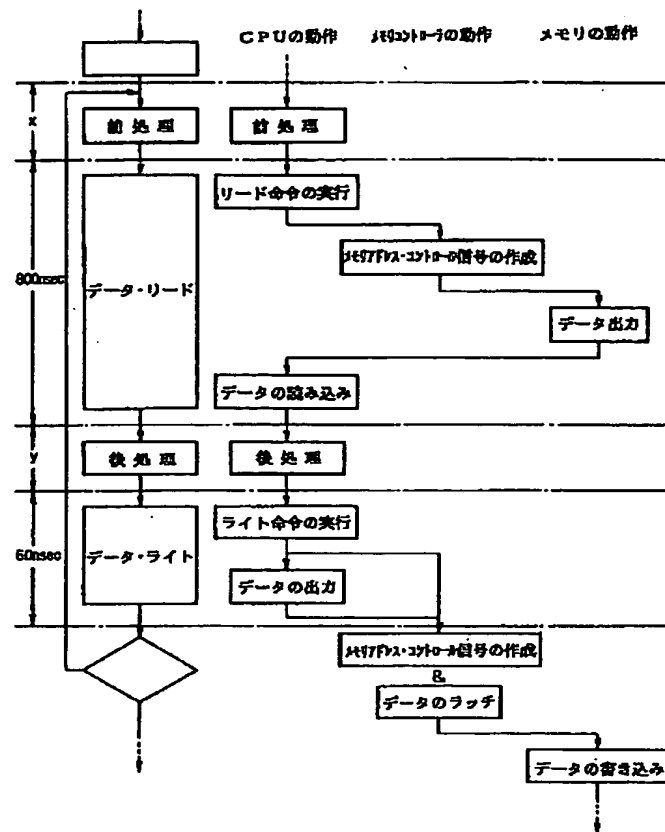 CPUの動作 メモリコントローラの動作 メモリの動作
x
前処理 前処理
800nsec
データ・リード
リード命令の実行
メモリアドレス・コントロール信号の作成
データ出力
データの読み込み
y
後処理 後処理
60nsec
データ・ライト
ライト命令の実行
データの出力
メモリアドレス・コントロール信号の作成
&
データのラッチ
データの書き込み